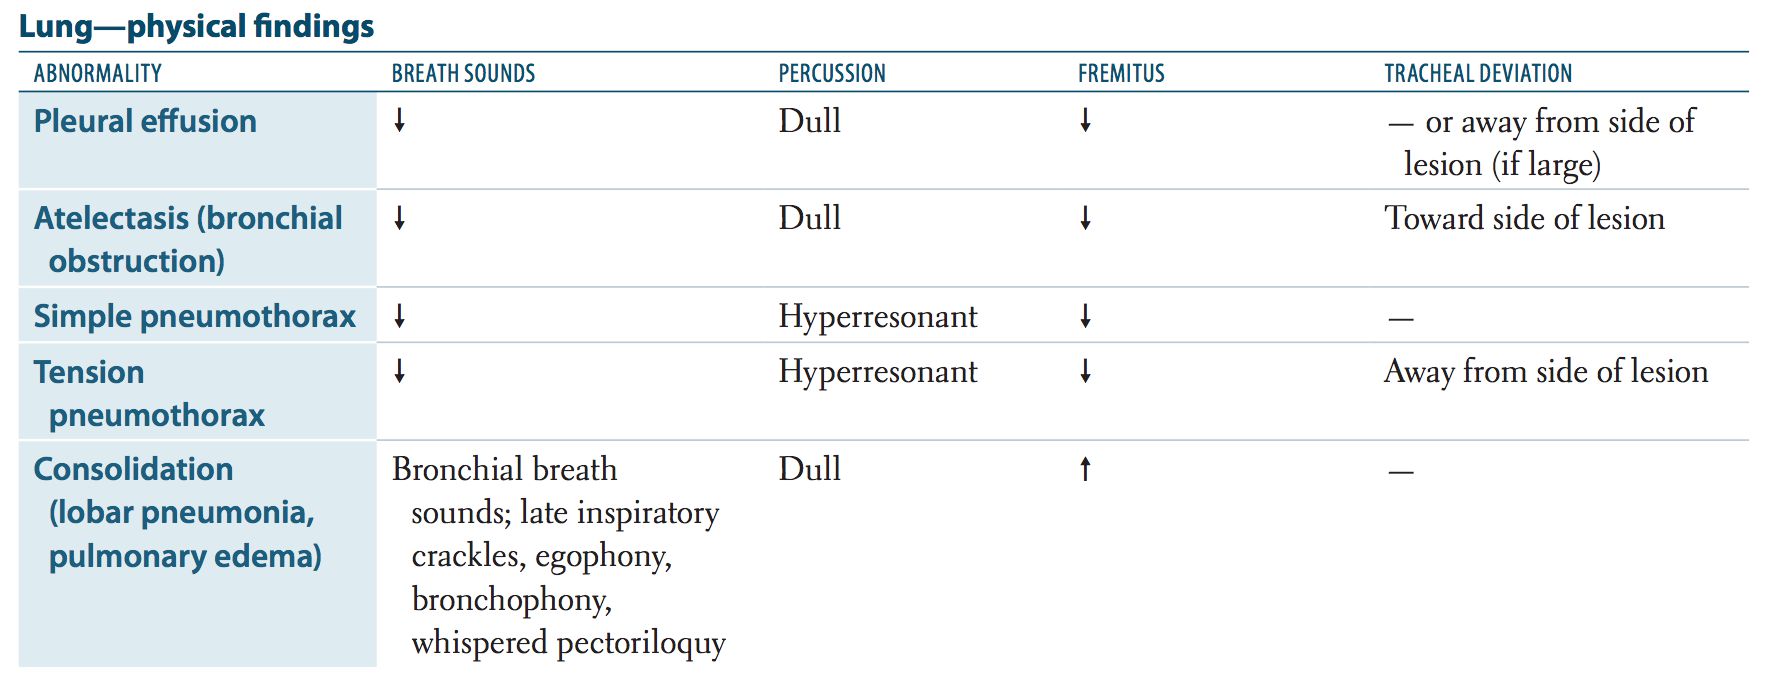 Lung—physical findings
ABNORMALITY BREATH SOUNDS PERCUSSION FREMITUS TRACHEAL DEVIATION
Pleural effusion ↓ Dull ↓ — or away from side of
lesion (if large)
Atelectasis (bronchial ↓ Dull ↓ Toward side of lesion
obstruction)
Simple pneumothorax ↓ Hyperresonant ↓ —
Tension ↓ Hyperresonant ↓ Away from side of lesion
pneumothorax
Consolidation Bronchial breath Dull ↑ —
(lobar pneumonia, sounds; late inspiratory
pulmonary edema) crackles, egophony,
bronchophony,
whispered pectoriloquy